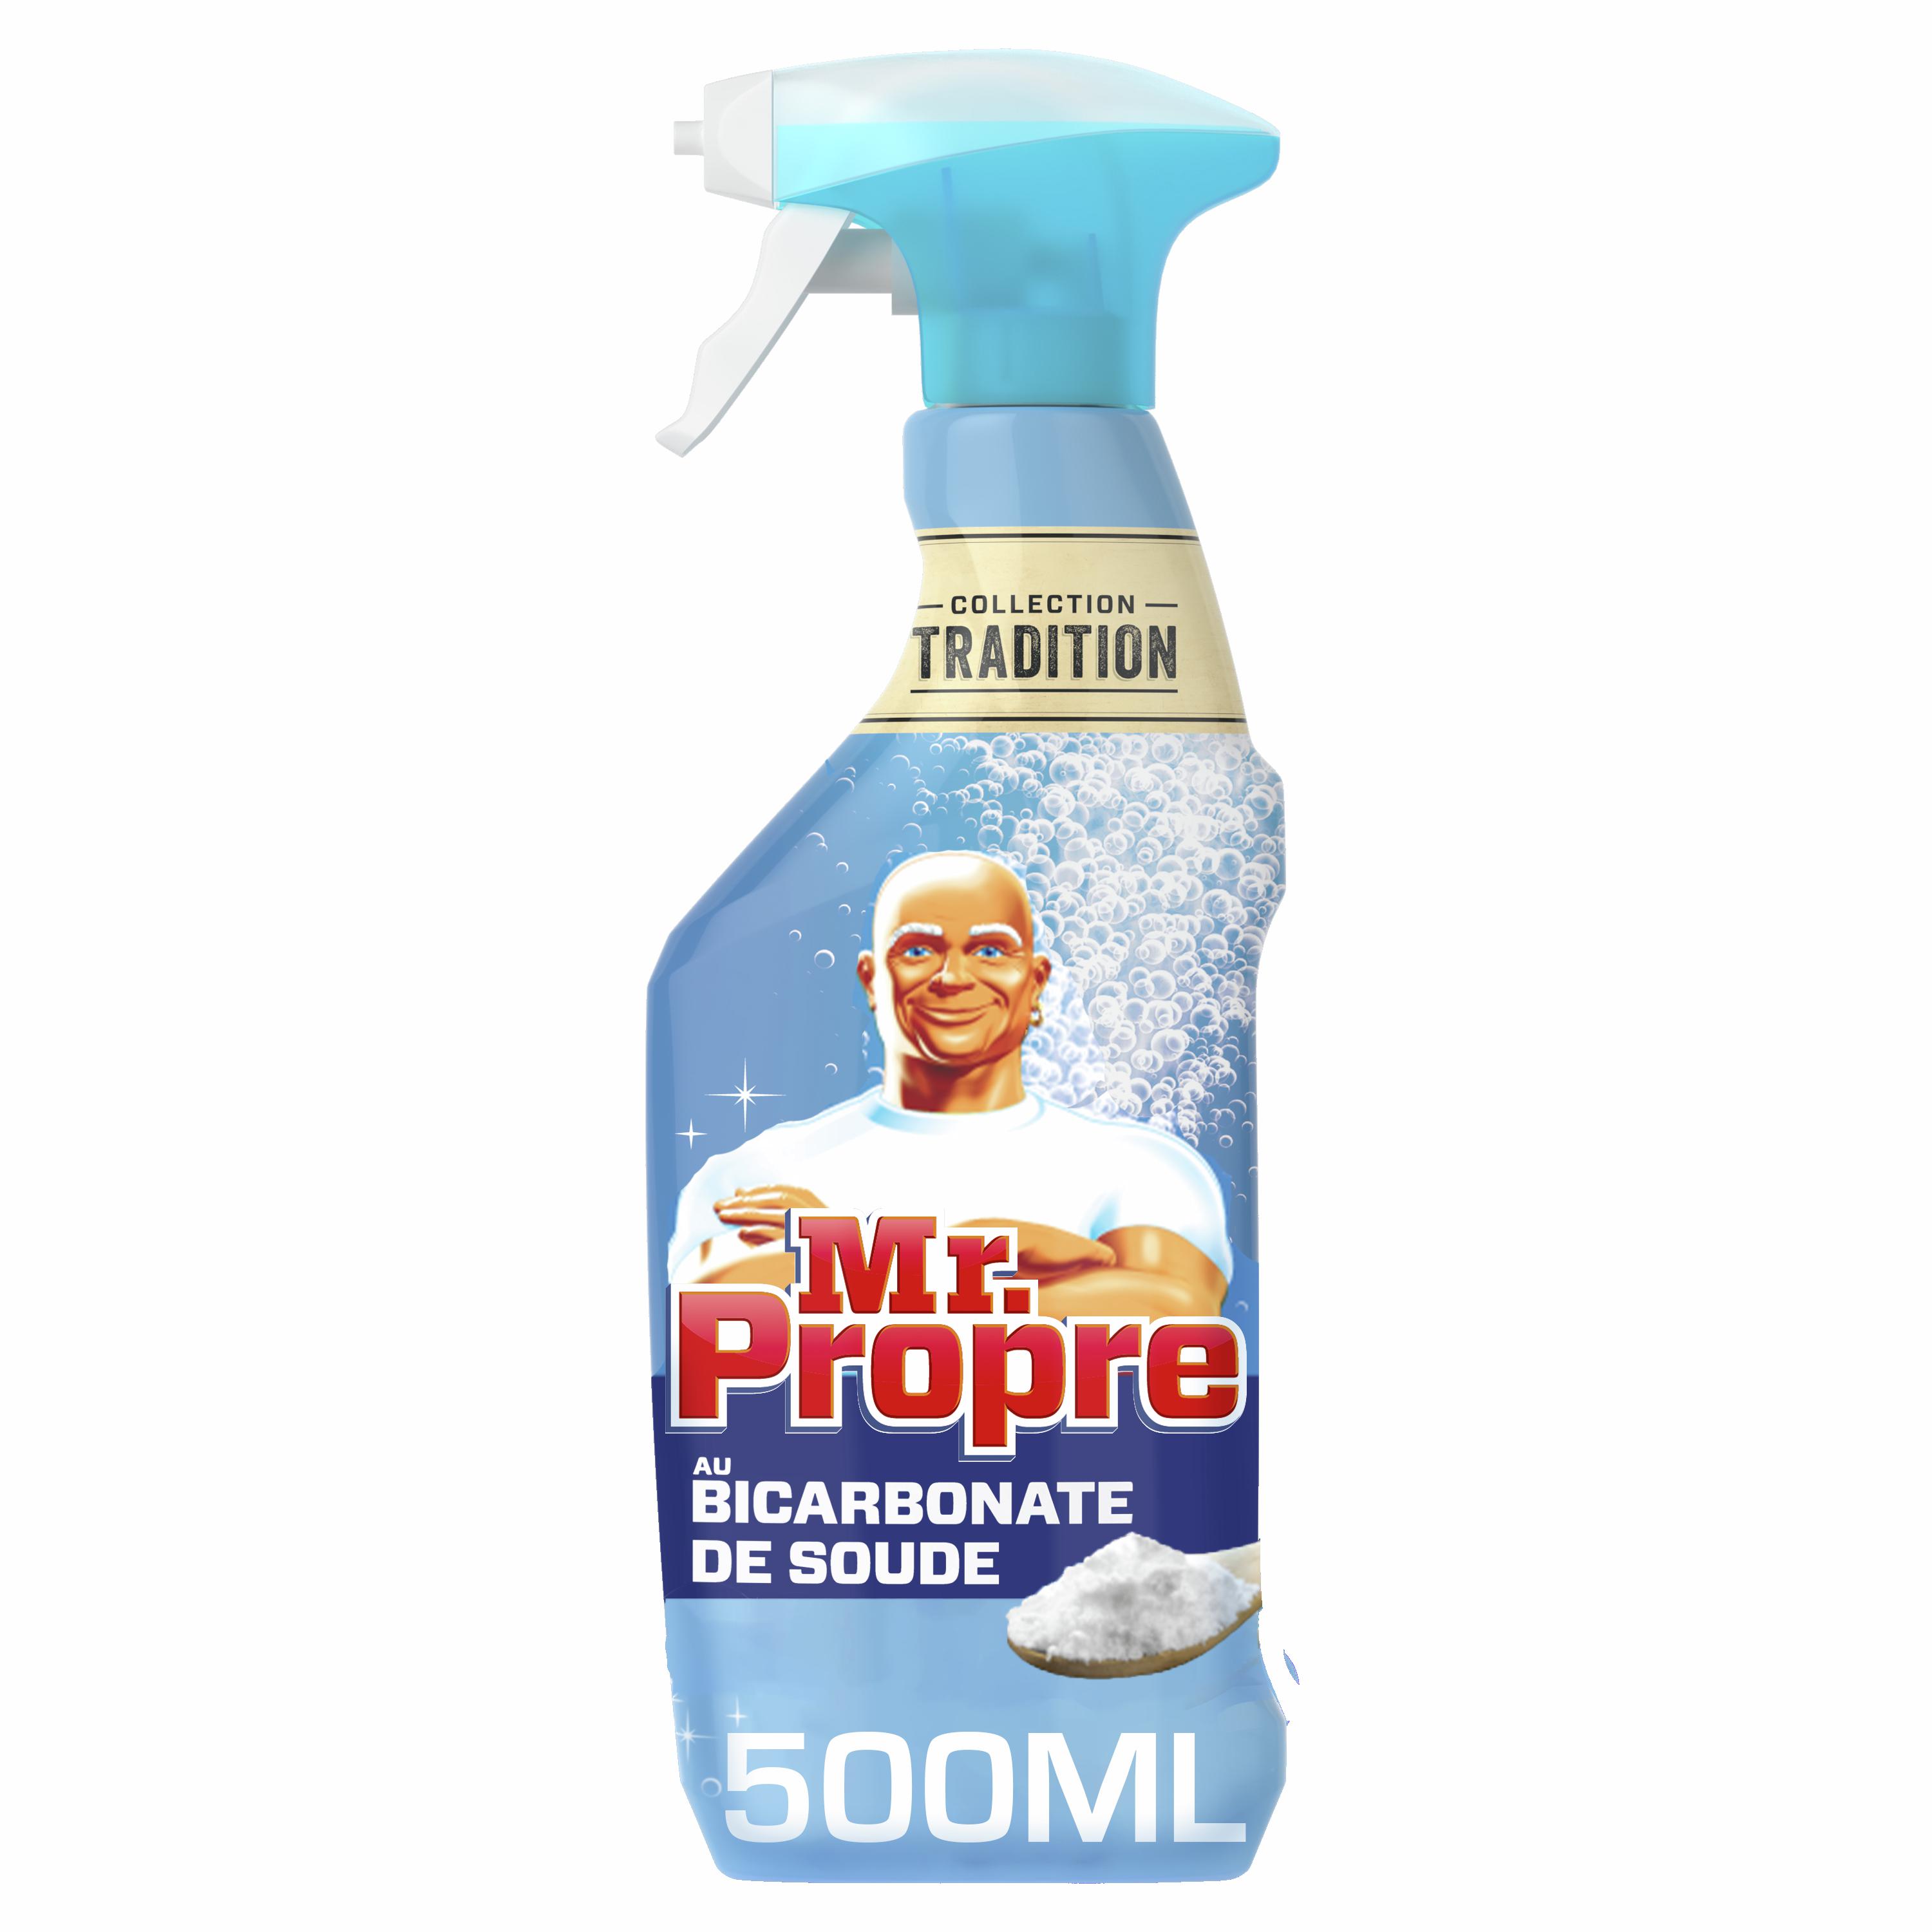 COLLECTION
TRADITION
Mr.
Propre
AU
BICARBONATE
DE SOUDE
500ML